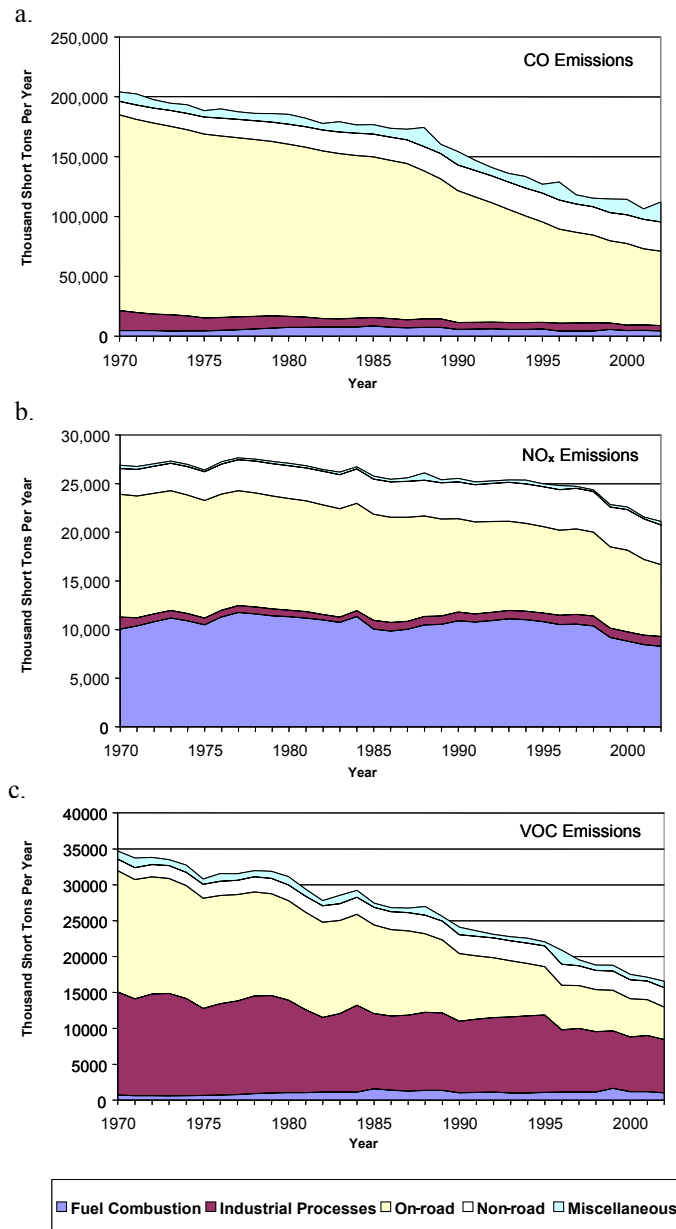 a.
CO Emissions
Thousand Short Tons Per Year
250,000
200,000
150,000
100,000
50,000
0
1970 1975 1980 1985 1990 1995 2000
Year
b.
NOx Emissions
Thousand Short Tons Per Year
30,000
25,000
20,000
15,000
10,000
5,000
0
1970 1975 1980 1985 1990 1995 2000
Year
c.
VOC Emissions
Thousand Short Tons Per Year
40000
35000
30000
25000
20000
15000
10000
5000
0
1970 1975 1980 1985 1990 1995 2000
Year
Fuel Combustion Industrial Processes On-road Non-road Miscellaneous